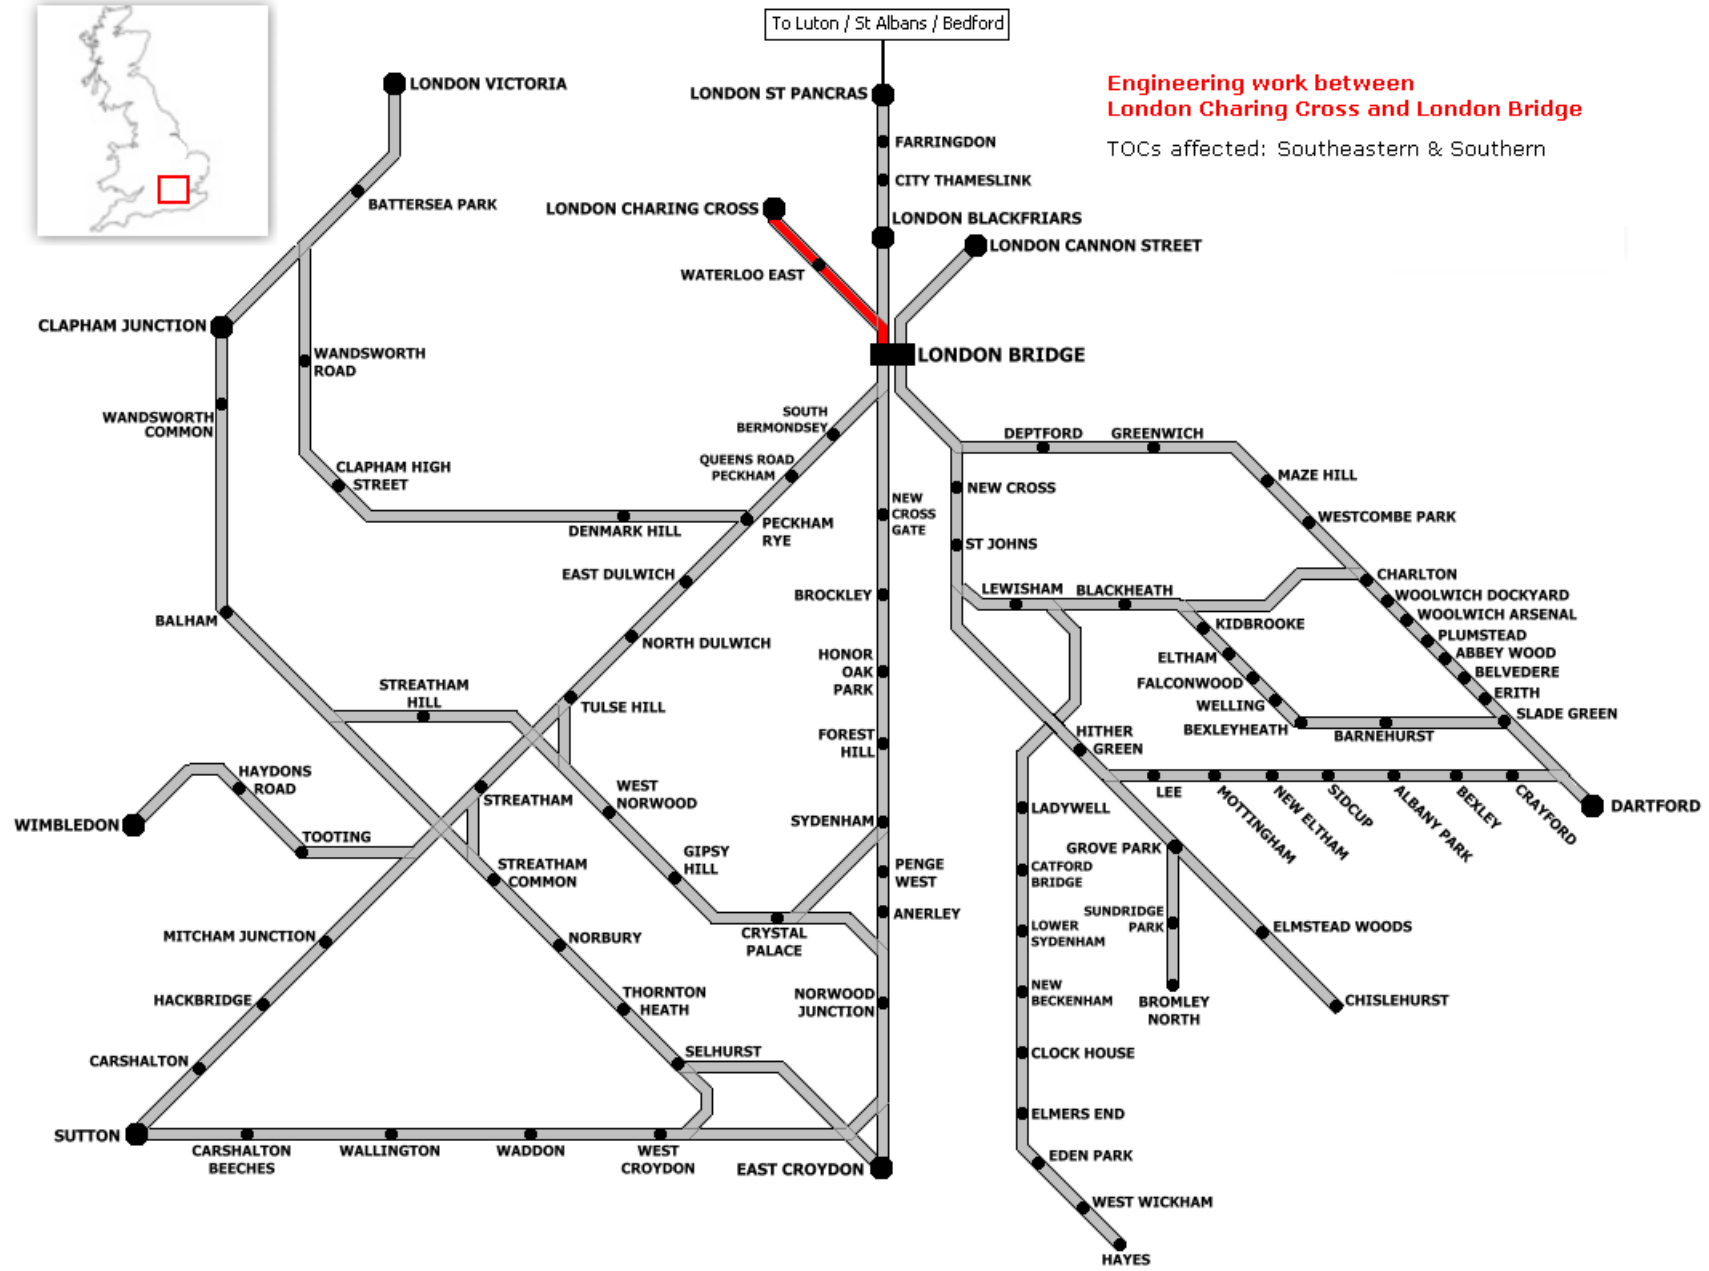 To Luton / St Albans / Bedford
Engineering work between
London Charing Cross and London Bridge
TOCs affected: Southeastern & Southern
LONDON VICTORIA
LONDON ST PANCRAS
FARRINGDON
CITY THAMESLINK
BATTERSEA PARK
LONDON CHARING CROSS
LONDON BLACKFRIARS
LONDON CANNON STREET
WATERLOO EAST
CLAPHAM JUNCTION
WANDSWORTH
ROAD
LONDON BRIDGE
WANDSWORTH
COMMON
SOUTH
BERMONDSEY
DEPTFORD
GREENWICH
QUEENS ROAD
PECKHAM
CLAPHAM HIGH
STREET
MAZE HILL
NEW CROSS
NEW
CROSS
GATE
WESTCOMBE PARK
DENMARK HILL
PECKHAM
RYE
ST JOHNS
EAST DULWICH
CHARLTON
LEWISHAM
BLACKHEATH
WOOLWICH DOCKYARD
BROCKLEY
WOOLWICH ARSENAL
BALHAM
KIDBROOKE
PLUMSTEAD
NORTH DULWICH
ABBEY WOOD
HONOR
OAK
PARK
ELTHAM
BELVEDERE
FALCONWOOD
ERITH
STREATHAM
HILL
TULSE HILL
WELLING
SLADE GREEN
BEXLEYHEATH
BARNEHURST
FOREST
HILL
HITHER
GREEN
HAYDONS
ROAD
STREATHAM
WEST
NORWOOD
LEE
MOTTINGHAM
NEW ELTHAM
SIDCUP
ALBANY PARK
BEXLEY
CRAYFORD
DARTFORD
LADYWELL
WIMBLEDON
TOOTING
SYDENHAM
GROVE PARK
GIPSY
HILL
STREATHAM
COMMON
PENGE
WEST
CATFORD
BRIDGE
ANERLEY
SUNDRIDGE
PARK
CRYSTAL
PALACE
LOWER
SYDENHAM
ELMSTEAD WOODS
MITCHAM JUNCTION
NORBURY
HACKBRIDGE
THORNTON
HEATH
NORWOOD
JUNCTION
NEW
BECKENHAM
BROMLEY
NORTH
CHISLEHURST
CARSHALTON
SELHURST
CLOCK HOUSE
ELMERS END
SUTTON
CARSHALTON
BEECHES
WALLINGTON
WADDON
WEST
CROYDON
EAST CROYDON
EDEN PARK
WEST WICKHAM
HAYES